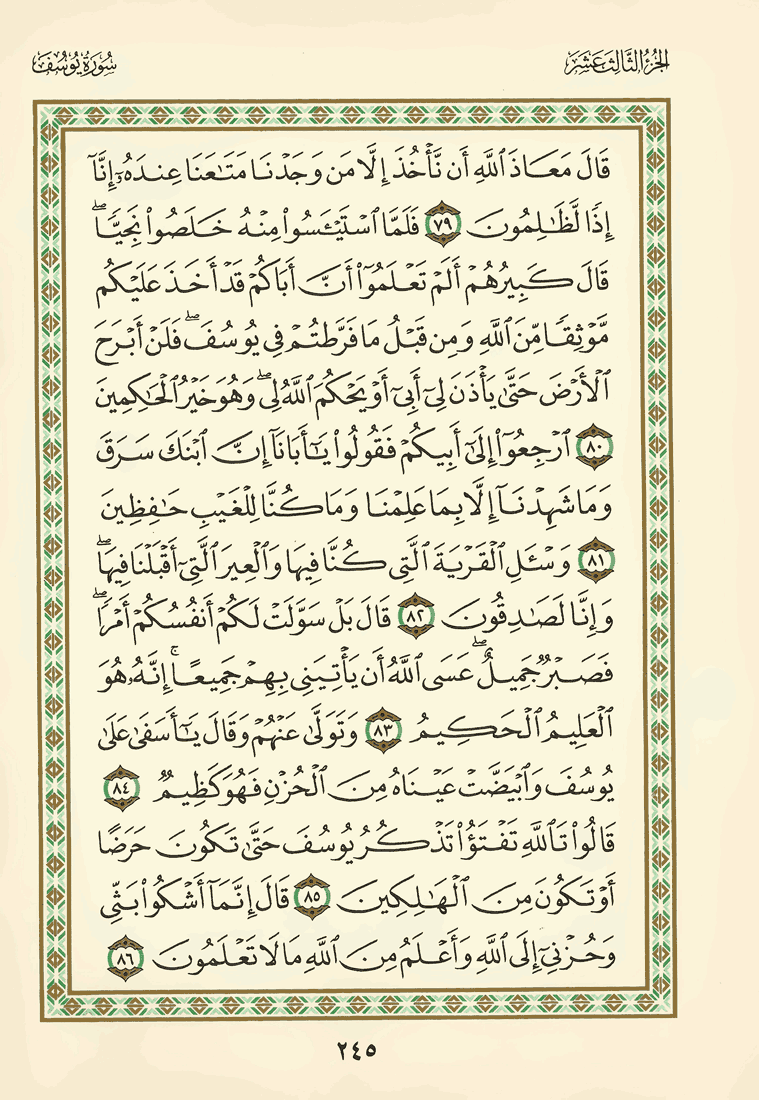 الجزء الثالث عشر
سورة يوسف
قَالَ مَعَاذَ ٱللَّهِ أَن نَّأْخُذَ إِلَّا مَن وَجَدْنَا مَتَٰعَنَا عِندَهُۥٓ إِنَّآ
إِذًا لَّظَٰلِمُونَ ٧٩ فَلَمَّا ٱسْتَيْـَٔسُوا۟ مِنْهُ خَلَصُوا۟ نَجِيًّا ۖ
قَالَ كَبِيرُهُمْ أَلَمْ تَعْلَمُوٓا۟ أَنَّ أَبَاكُمْ قَدْ أَخَذَ عَلَيْكُم
مَّوْثِقًا مِّنَ ٱللَّهِ وَمِن قَبْلُ مَا فَرَّطتُمْ فِى يُوسُفَ ۖ فَلَنْ أَبْرَحَ
ٱلْأَرْضَ حَتَّىٰ يَأْذَنَ لِىٓ أَبِىٓ أَوْ يَحْكُمَ ٱللَّهُ لِى ۖ وَهُوَ خَيْرُ ٱلْحَٰكِمِينَ
٨٠ ٱرْجِعُوٓا۟ إِلَىٰٓ أَبِيكُمْ فَقُولُوا۟ يَٰٓأَبَانَآ إِنَّ ٱبْنَكَ سَرَقَ
وَمَا شَهِدْنَآ إِلَّا بِمَا عَلِمْنَا وَمَا كُنَّا لِلْغَيْبِ حَٰفِظِينَ
٨١ وَسْـَٔلِ ٱلْقَرْيَةَ ٱلَّتِى كُنَّا فِيهَا وَٱلْعِيرَ ٱلَّتِىٓ أَقْبَلْنَا فِيهَا ۖ
وَإِنَّا لَصَٰدِقُونَ ٨٢ قَالَ بَلْ سَوَّلَتْ لَكُمْ أَنفُسُكُمْ أَمْرًا ۖ
فَصَبْرٌ جَمِيلٌ ۖ عَسَى ٱللَّهُ أَن يَأْتِيَنِى بِهِمْ جَمِيعًا ۚ إِنَّهُۥ هُوَ
ٱلْعَلِيمُ ٱلْحَكِيمُ ٨٣ وَتَوَلَّىٰ عَنْهُمْ وَقَالَ يَٰٓأَسَفَىٰ عَلَىٰ
يُوسُفَ وَٱبْيَضَّتْ عَيْنَاهُ مِنَ ٱلْحُزْنِ فَهُوَ كَظِيمٌ ٨٤
قَالُوا۟ تَٱللَّهِ تَفْتَؤُا۟ تَذْكُرُ يُوسُفَ حَتَّىٰ تَكُونَ حَرَضًا
أَوْ تَكُونَ مِنَ ٱلْهَٰلِكِينَ ٨٥ قَالَ إِنَّمَآ أَشْكُوا۟ بَثِّى
وَحُزْنِىٓ إِلَى ٱللَّهِ وَأَعْلَمُ مِنَ ٱللَّهِ مَا لَا تَعْلَمُونَ ٨٦
٢٤٥